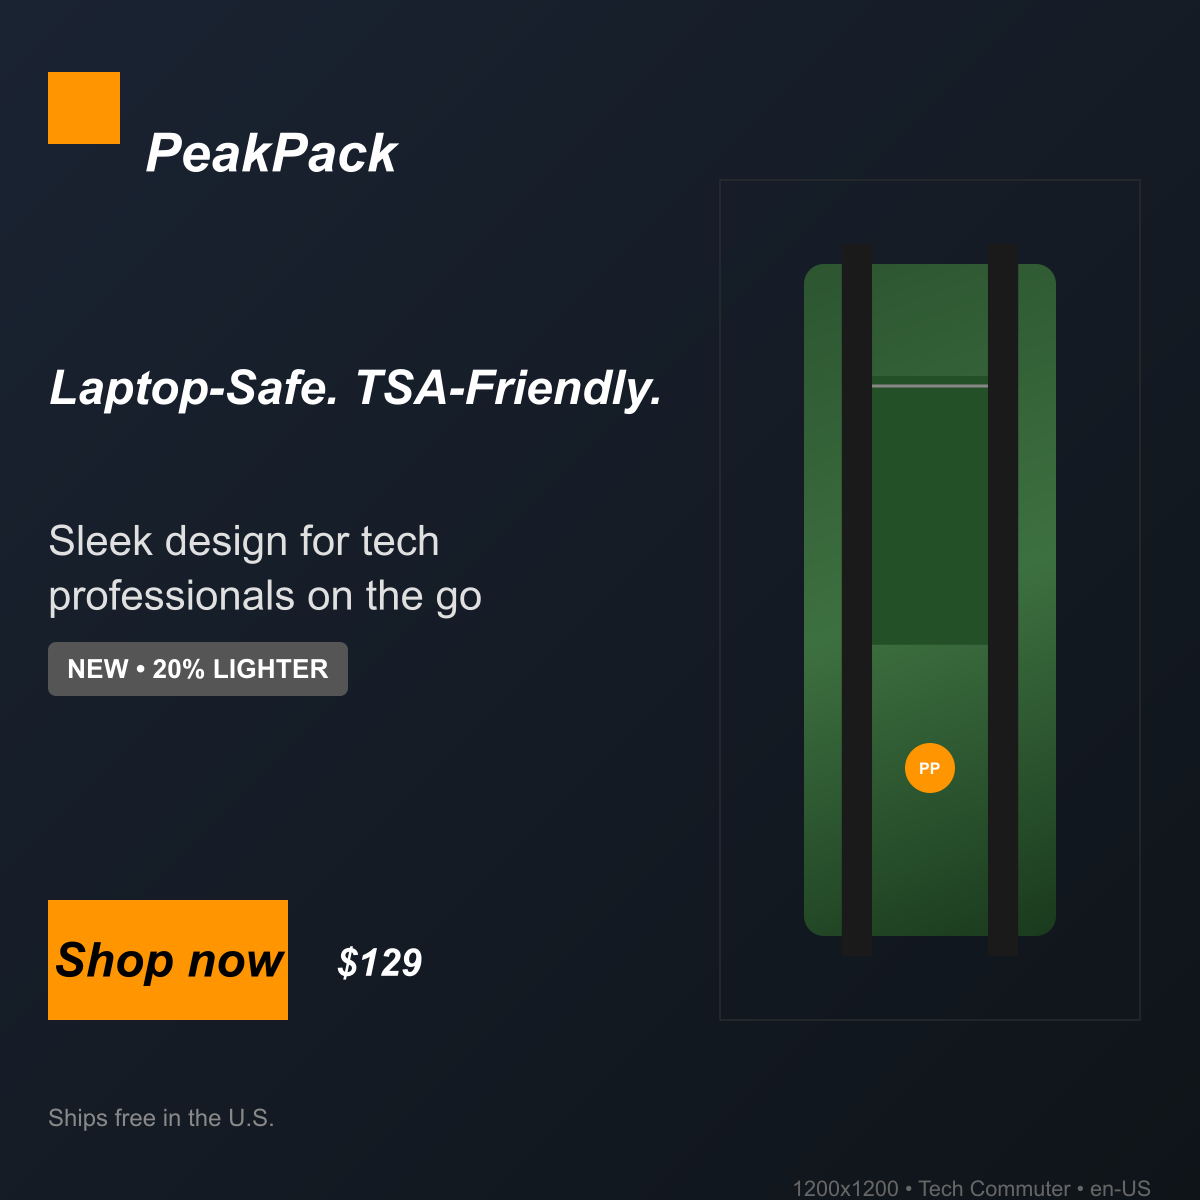 PeakPack
Laptop-Safe. TSA-Friendly.
Sleek design for tech
professionals on the go
NEW • 20% LIGHTER
PP
Shop now
$129
Ships free in the U.S.
1200x1200 • Tech Commuter • en-US